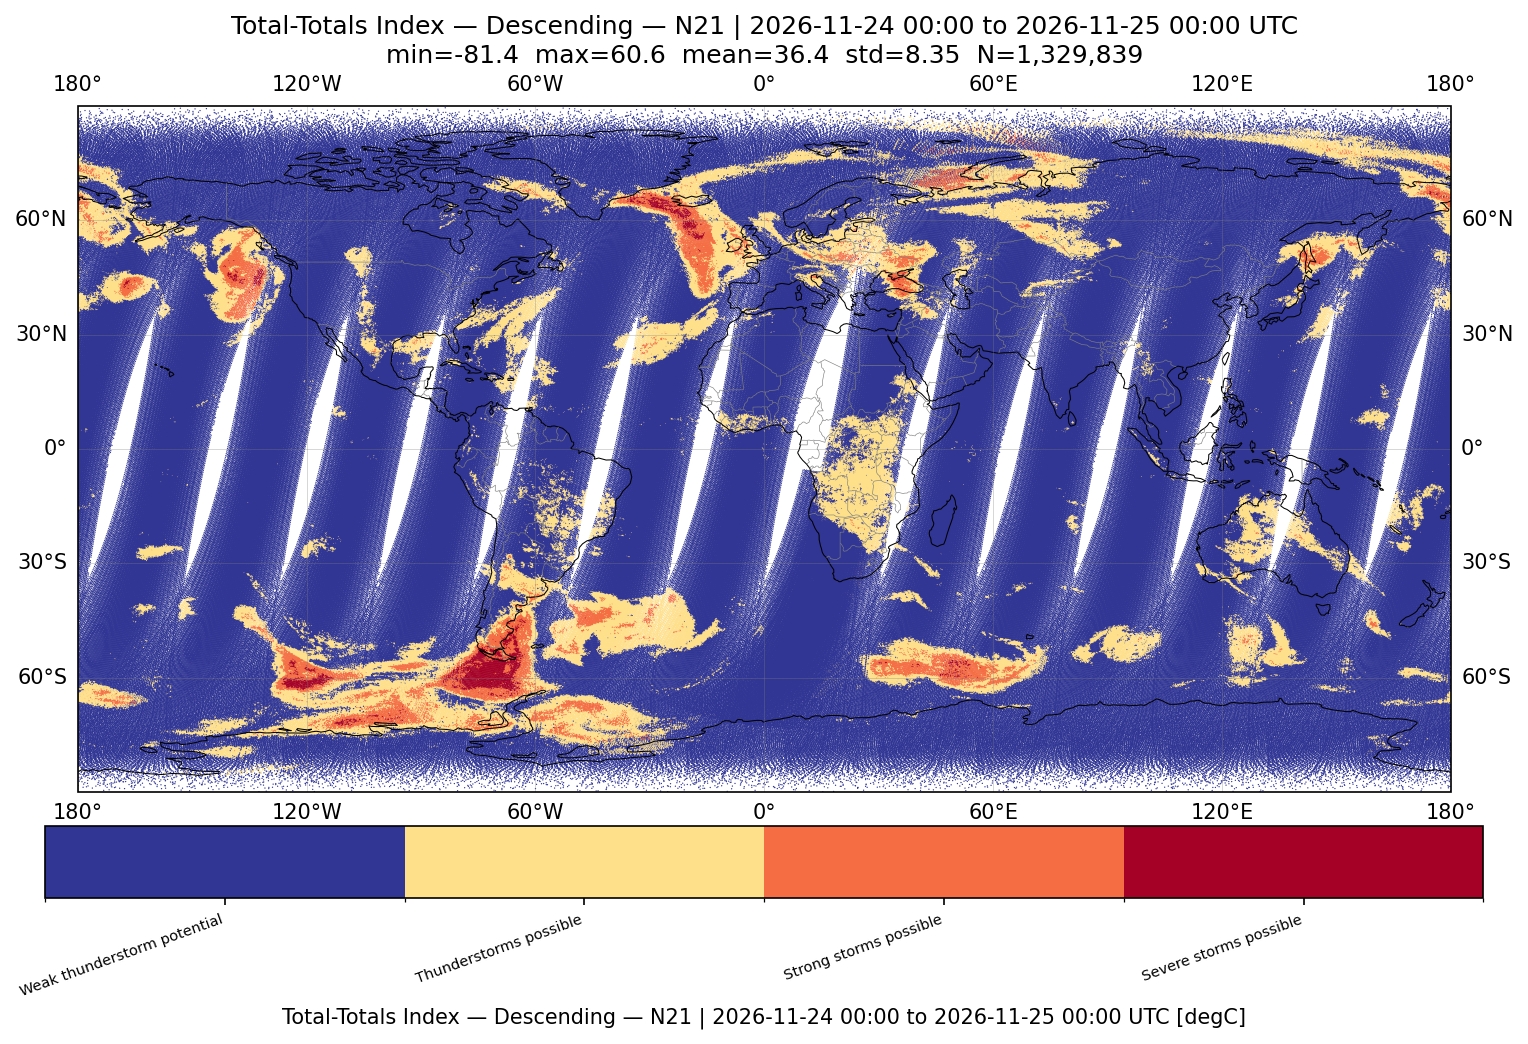 Total-Totals Index — Descending — N21 | 2026-11-24 00:00 to 2026-11-25 00:00 UTC
min=-81.4 max=60.6 mean=36.4 std=8.35 N=1,329,839
180° 120°W 60°W 0° 60°E 120°E 180°
60°N 60°N
30°N 30°N
0° 0°
30°S 30°S
60°S 60°S
180° 120°W 60°W 0° 60°E 120°E 180°
Weak thunderstorm potential
Thunderstorms possible
Strong storms possible
Severe storms possible
Total-Totals Index — Descending — N21 | 2026-11-24 00:00 to 2026-11-25 00:00 UTC [degC]